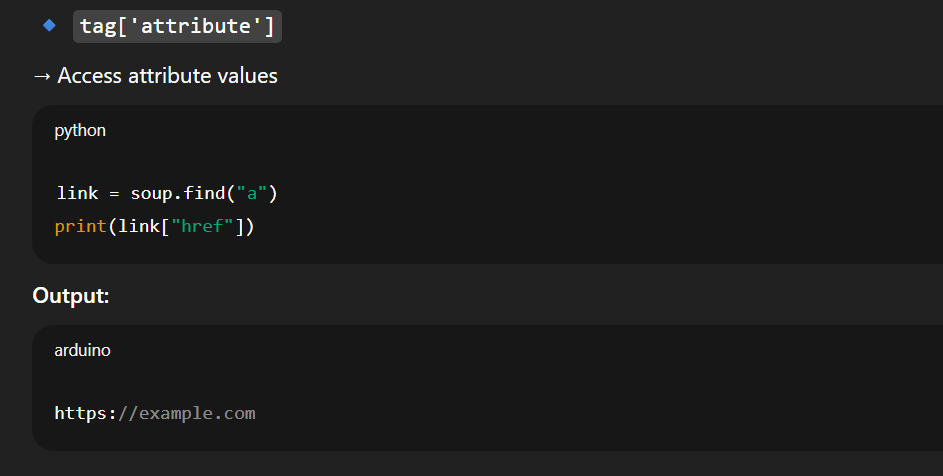 tag['attribute']
→ Access attribute values
python
link = soup.find("a")
print(link["href"])
Output:
arduino
https://example.com